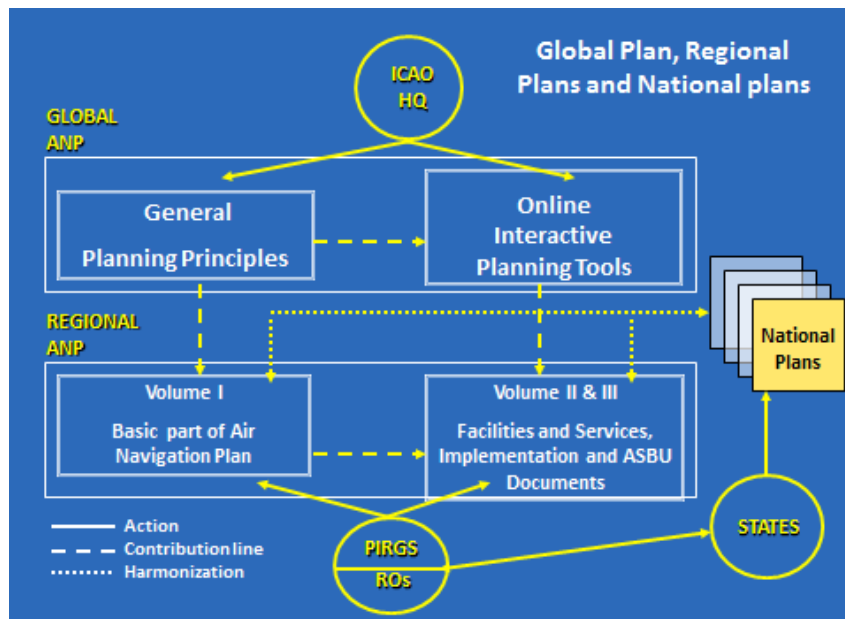 Global Plan, Regional
Plans and National plans
ICAO
HQ
GLOBAL
ANP
General
Planning Principles
Online
Interactive
Planning Tools
REGIONAL
ANP
National
Plans
Volume I
Basic part of Air
Navigation Plan
Volume II & III
Facilities and Services,
Implementation and ASBU
Documents
Action
Contribution line
Harmonization
PIRGS
ROs
STATES